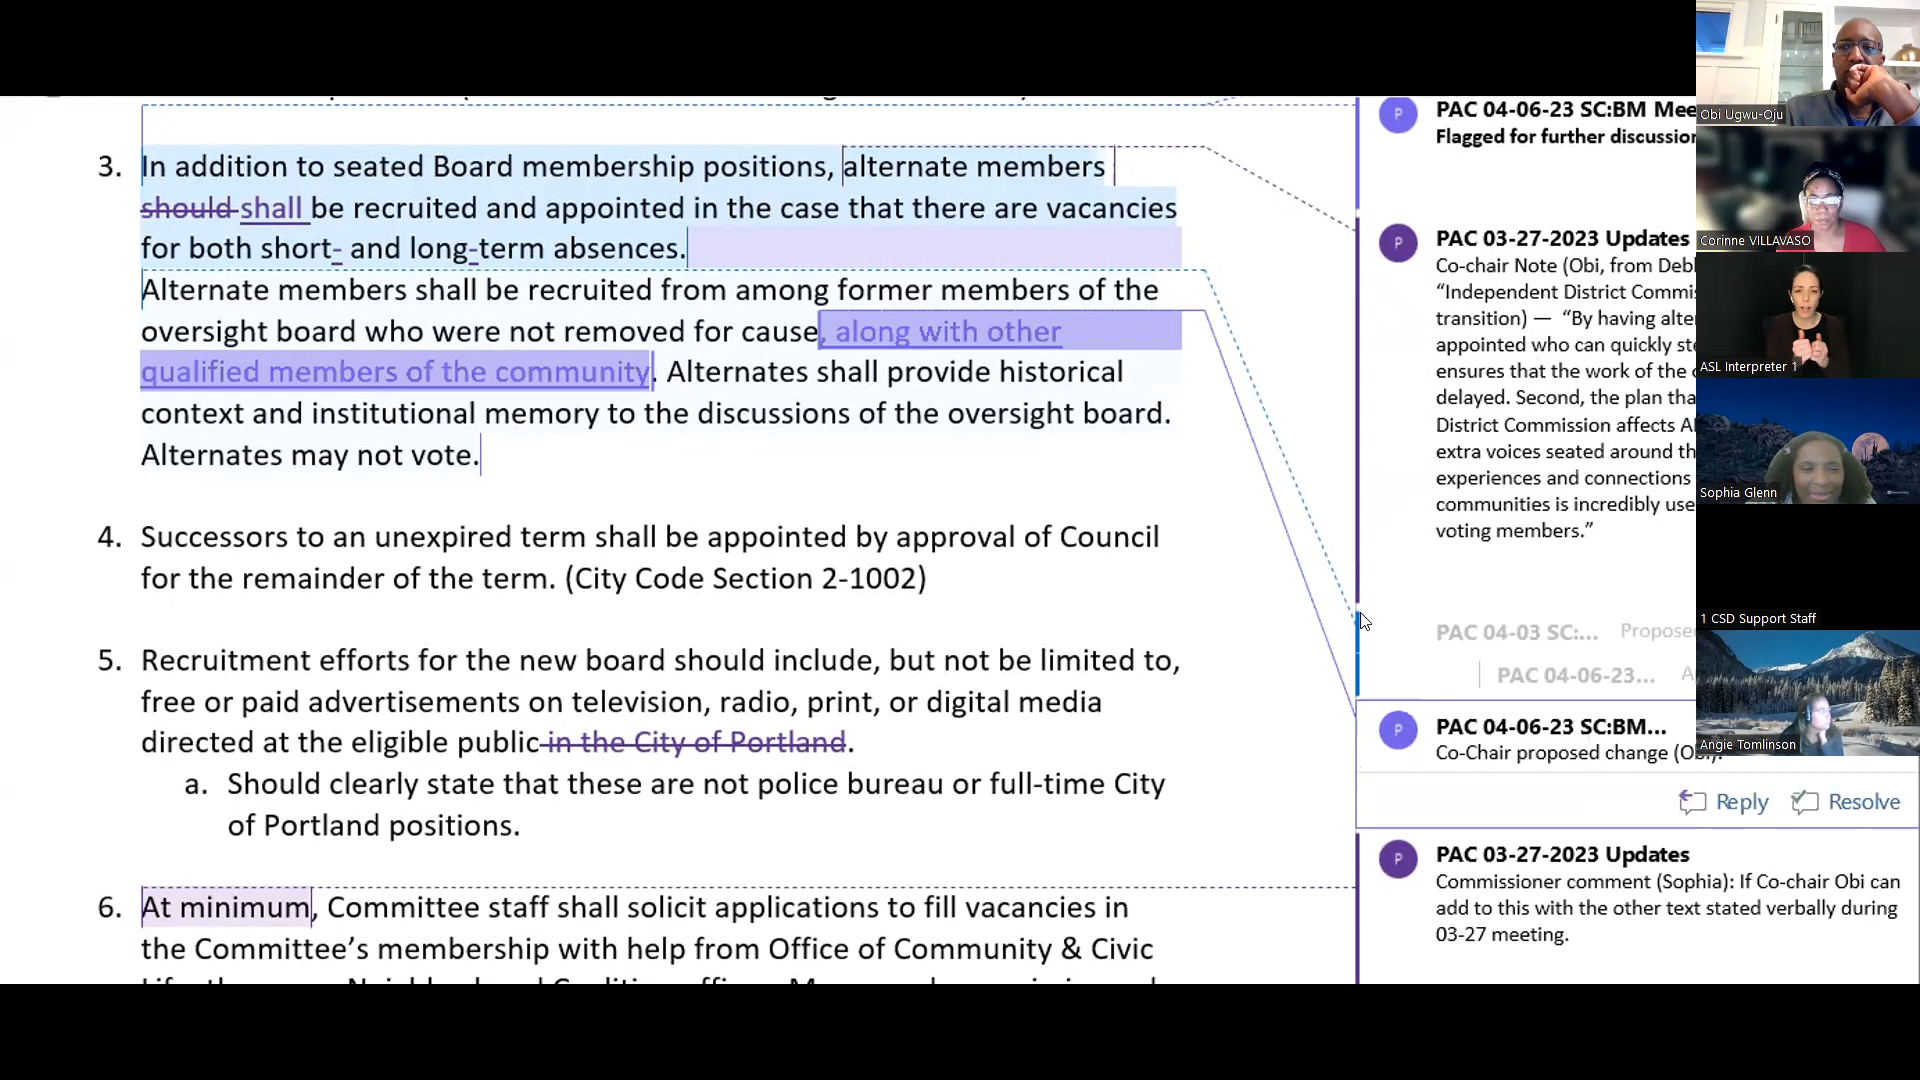 3. In addition to seated Board membership positions, alternate members
should shall be recruited and appointed in the case that there are vacancies
for both short- and long-term absences.
Alternate members shall be recruited from among former members of the
oversight board who were not removed for cause, along with other
qualified members of the community. Alternates shall provide historical
context and institutional memory to the discussions of the oversight board.
Alternates may not vote.
4. Successors to an unexpired term shall be appointed by approval of Council
for the remainder of the term. (City Code Section 2-1002)
5. Recruitment efforts for the new board should include, but not be limited to,
free or paid advertisements on television, radio, print, or digital media
directed at the eligible public in the City of Portland.
a. Should clearly state that these are not police bureau or full-time City
of Portland positions.
6. At minimum, Committee staff shall solicit applications to fill vacancies in
the Committee’s membership with help from Office of Community & Civic
P
PAC 04-06-23 SC:BM Mee
Flagged for further discussion
P
PAC 03-27-2023 Updates
Co-chair Note (Obi, from Deb
“Independent District Commis
transition) — “By having alter
appointed who can quickly ste
ensures that the work of the
delayed. Second, the plan tha
District Commission affects A
extra voices seated around th
experiences and connections
communities is incredibly use
voting members.”
PAC 04-03 SC:... Propose
PAC 04-06-23... A
P
PAC 04-06-23 SC:BM...
Co-Chair proposed change (Obi).
Reply Resolve
P
PAC 03-27-2023 Updates
Commissioner comment (Sophia): If Co-chair Obi can
add to this with the other text stated verbally during
03-27 meeting.
Obi Ugwu-Oju
Corinne VILLAVASO
ASL Interpreter 1
Sophia Glenn
1 CSD Support Staff
Angie Tomlinson